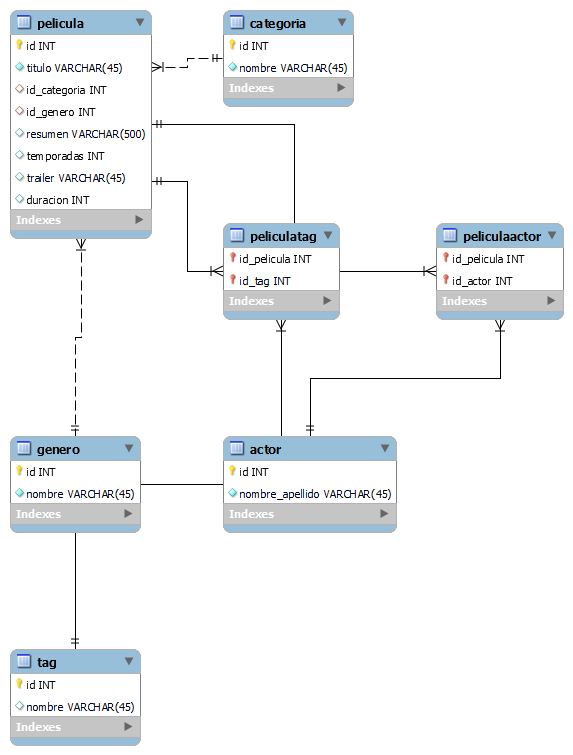 pelicula
id INT
titulo VARCHAR(45)
id_categoria INT
id_genero INT
resumen VARCHAR(500)
temporadas INT
trailer VARCHAR(45)
duracion INT
Indexes
categoria
id INT
nombre VARCHAR(45)
Indexes
peliculatag
id_pelicula INT
id_tag INT
Indexes
peliculaactor
id_pelicula INT
id_actor INT
Indexes
genero
id INT
nombre VARCHAR(45)
Indexes
actor
id INT
nombre_apellido VARCHAR(45)
Indexes
tag
id INT
nombre VARCHAR(45)
Indexes